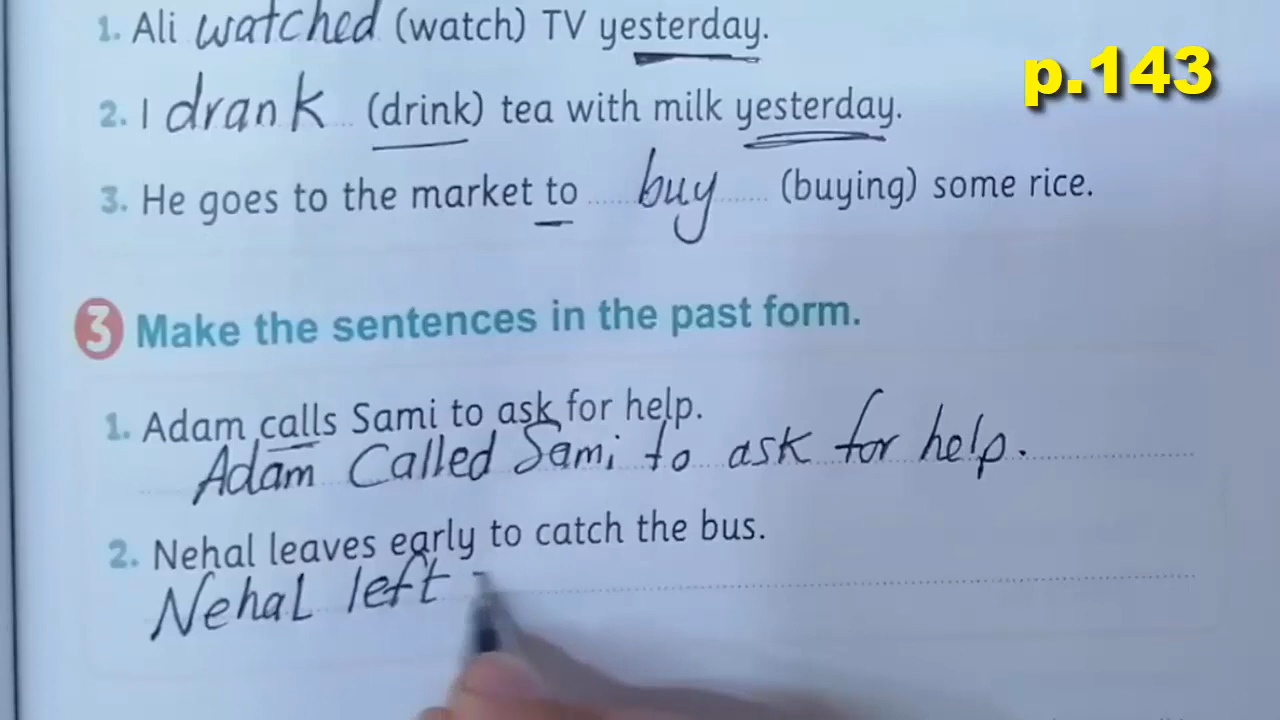 1. Ali watched (watch) TV yesterday.
p.143
2. I drank (drink) tea with milk yesterday.
3. He goes to the market to buy (buying) some rice.
3 Make the sentences in the past form.
1. Adam calls Sami to ask for help.
Adam Called Sami to ask for help.
2. Nehal leaves early to catch the bus.
Nehal left